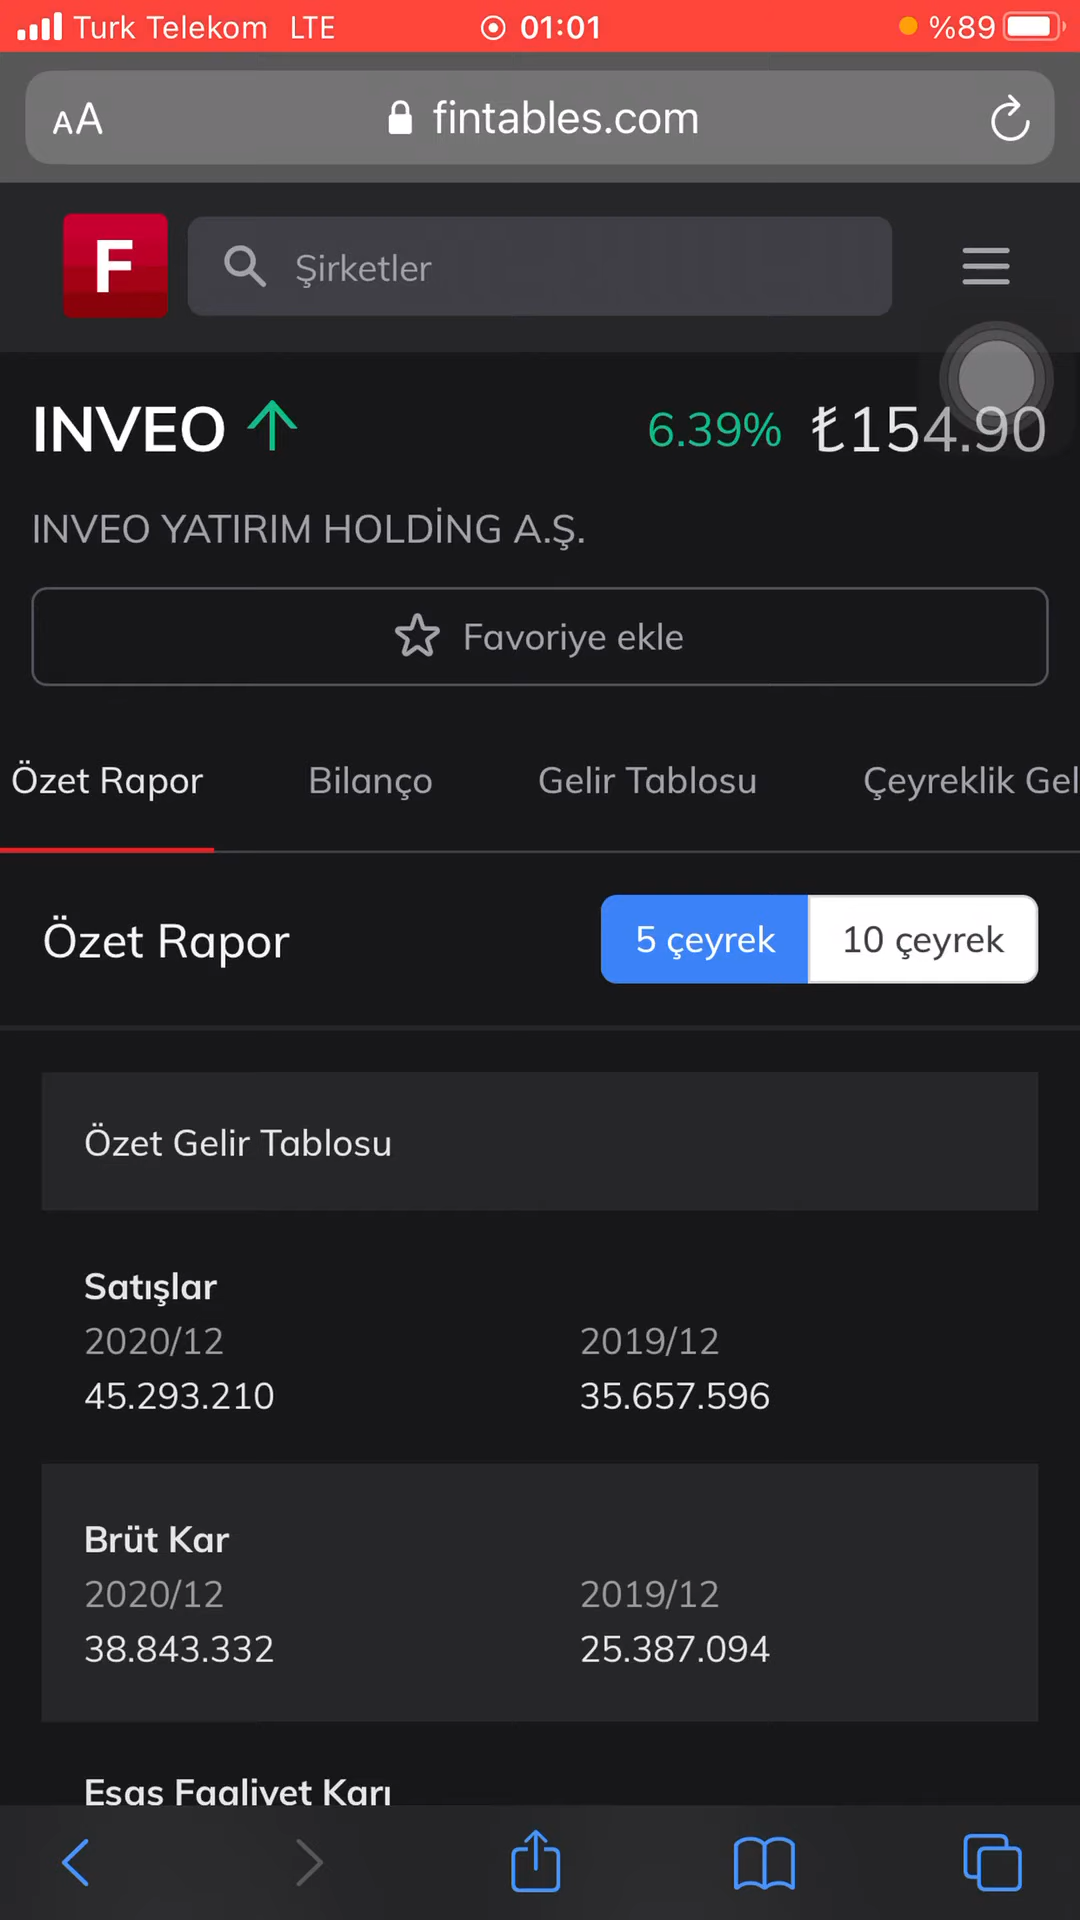 Turk Telekom LTE 01:01 %89
AA fintables.com
F Şirketler
INVEO 6.39% ₺154.90
INVEO YATIRIM HOLDİNG A.Ş.
Favoriye ekle
Özet Rapor Bilanço Gelir Tablosu Çeyreklik Gel
Özet Rapor 5 çeyrek 10 çeyrek
Özet Gelir Tablosu
Satışlar
2020/12 2019/12
45.293.210 35.657.596
Brüt Kar
2020/12 2019/12
38.843.332 25.387.094
Esas Faaliyet Karı